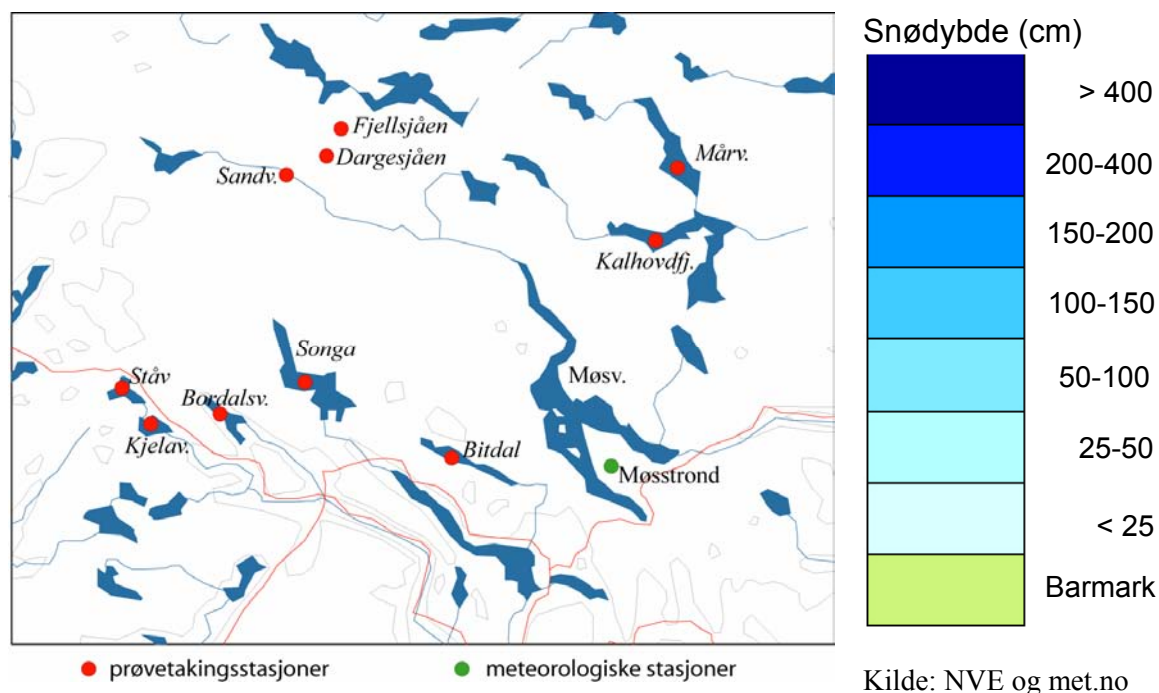 Snødybde (cm)
> 400
200-400
150-200
100-150
50-100
25-50
< 25
Barmark
Kilde: NVE og met.no
Fjellsjåen
Dargesjåen
Sandv.
Mårv.
Kalhovdfj.
Songa
Møsv.
Ståv
Bordalsv.
Kjelav.
Bitdal
Møsstrond
prøvetakingsstasjoner
meteorologiske stasjoner